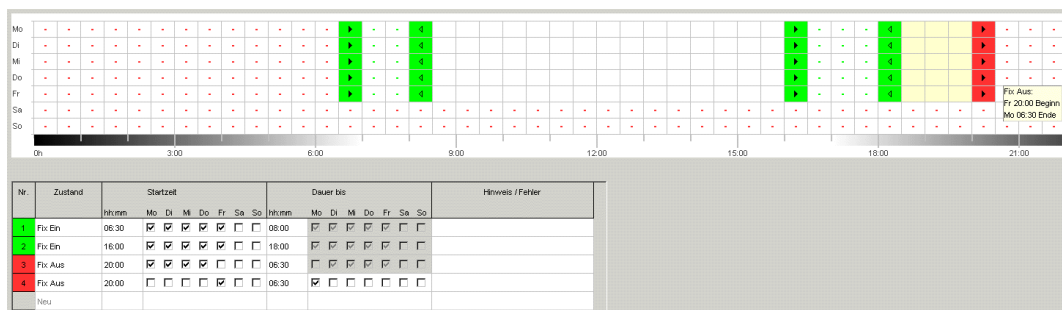 Mo
Di
Mi
Do
Fr
Sa
So
Fix Aus:
Fr 20:00 Beginn
Mo 06:30 Ende
0h 3:00 6:00 9:00 12:00 15:00 18:00 21:00
Nr. Zustand Startzeit Dauer bis Hinweis / Fehler
hh:mm Mo Di Mi Do Fr Sa So hh:mm Mo Di Mi Do Fr Sa So
1 Fix Ein 06:30 08:00
2 Fix Ein 16:00 18:00
3 Fix Aus 20:00 06:30
4 Fix Aus 20:00 06:30
Neu